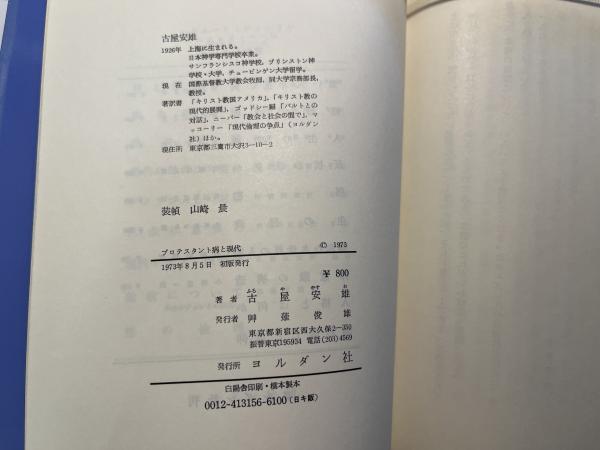 古屋安雄
1926年 上海に生まれる。
日本神学専門学校卒業。
サンフランシスコ神学校，プリンストン神
学校・大学，チュービンゲン大学留学。
現在 国際基督教大学教会牧師，同大学宗務部長，
教授。
著訳書 「キリスト教国アメリカ」，「キリスト教の
現代的展開」，ゴッドシー編「バルトとの
対話」，ニーバー「教会と社会の間で」，マ
ッコーリー「現代倫理の争点」（ヨルダン
社）ほか。
現住所 東京都三鷹市大沢3—10—2
装幀 山崎 晨
プロテスタント病と現代 © 1973
1973年8月5日 初版発行
¥ 800
著者 古屋安雄
ふる や やす お
発行者 俊雄
東京都新宿区西大久保2—350
振替東京195934 電話(203)4569
発行所 ヨルダン社
白陽舎印刷・橋本製本
0012-413156-6100（日キ販）